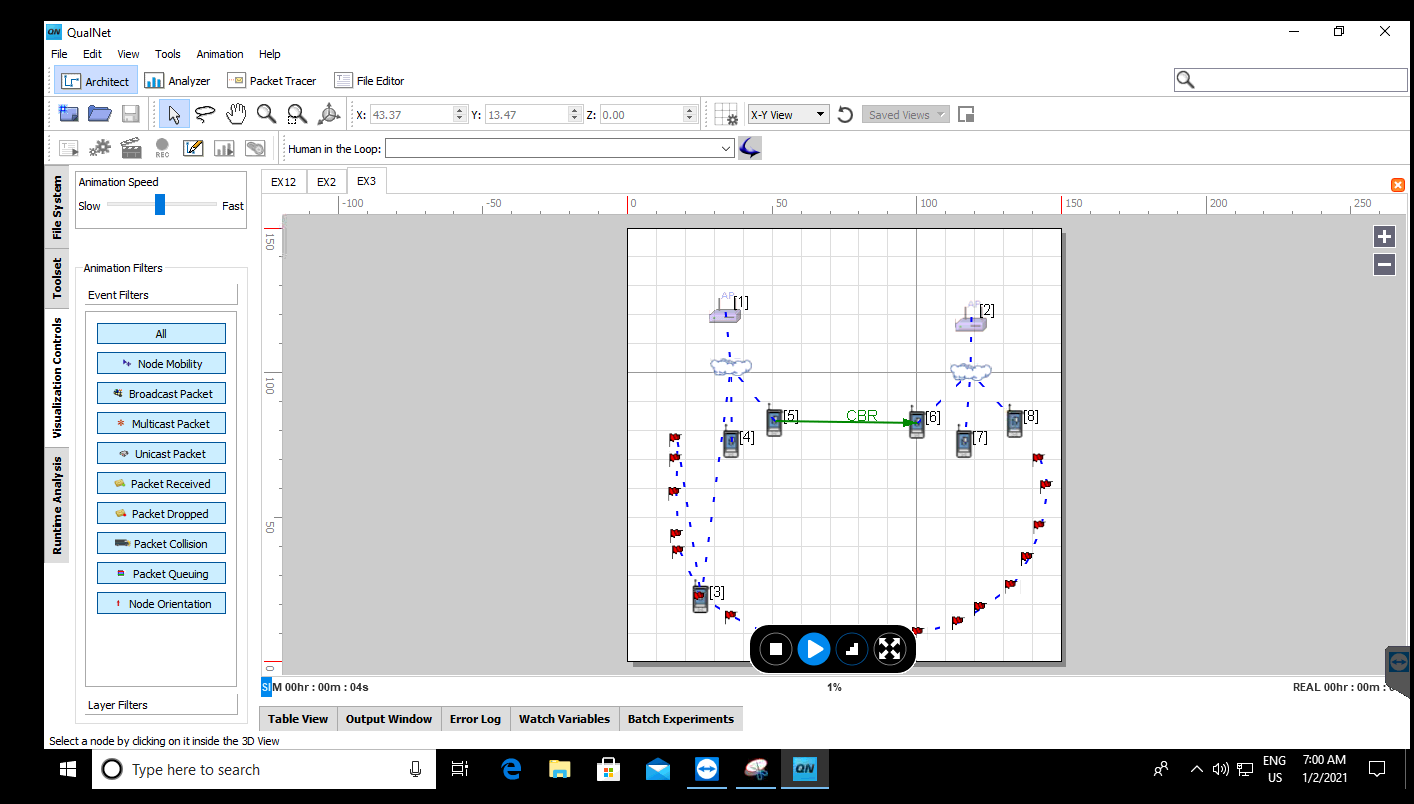 QN QualNet
File Edit View Tools Animation Help
Architect Analyzer Packet Tracer File Editor
X: 43.37 Y: 13.47 Z: 0.00 X-Y View Saved Views
REC Human in the Loop:
File System
Toolset
Visualization Controls
Runtime Analysis
Animation Speed
Slow Fast
Animation Filters
Event Filters
All
Node Mobility
Broadcast Packet
Multicast Packet
Unicast Packet
Packet Received
Packet Dropped
Packet Collision
Packet Queuing
Node Orientation
Layer Filters
EX12 EX2 EX3
-100 -50 0 50 100 150 200 250
150
100
50
0
AP [1]
AP [2]
[5] CBR [6] [8]
[4] [7]
[3]
SIM 00hr : 00m : 04s 1% REAL 00hr : 00m :
Table View Output Window Error Log Watch Variables Batch Experiments
Select a node by clicking on it inside the 3D View
Type here to search
QN
ENG
US
7:00 AM
1/2/2021